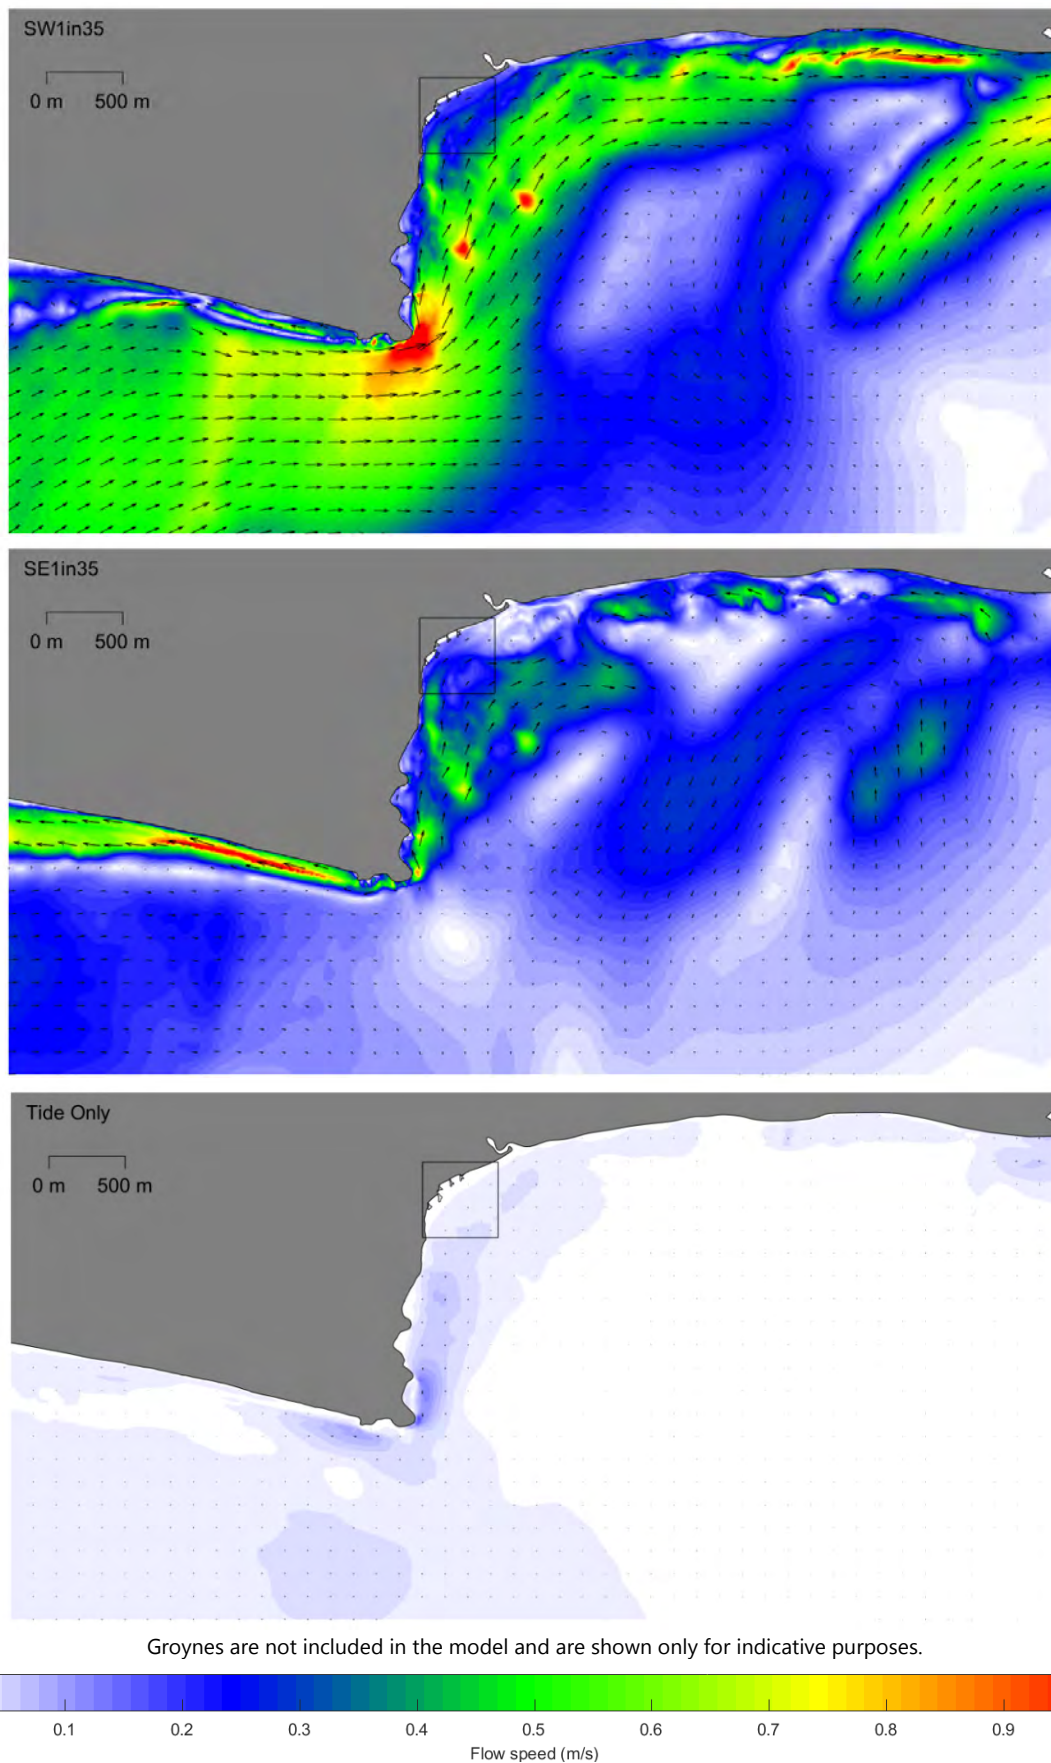 SW1in35
0 m 500 m
SE1in35
0 m 500 m
Tide Only
0 m 500 m
Groynes are not included in the model and are shown only for indicative purposes.
0.1 0.2 0.3 0.4 0.5 0.6 0.7 0.8 0.9
Flow speed (m/s)